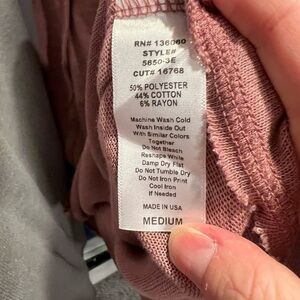 RN# 136060
STYLE#
5650-3E
CUT# 16768
50% POLYESTER
44% COTTON
6% RAYON
Machine Wash Cold
Wash Inside Out
With Similar Colors
Together
Do Not Bleach
Reshape While
Damp Dry Flat
Do Not Tumble Dry
Do Not Iron Print
Cool Iron
If Needed
MADE IN USA
MEDIUM